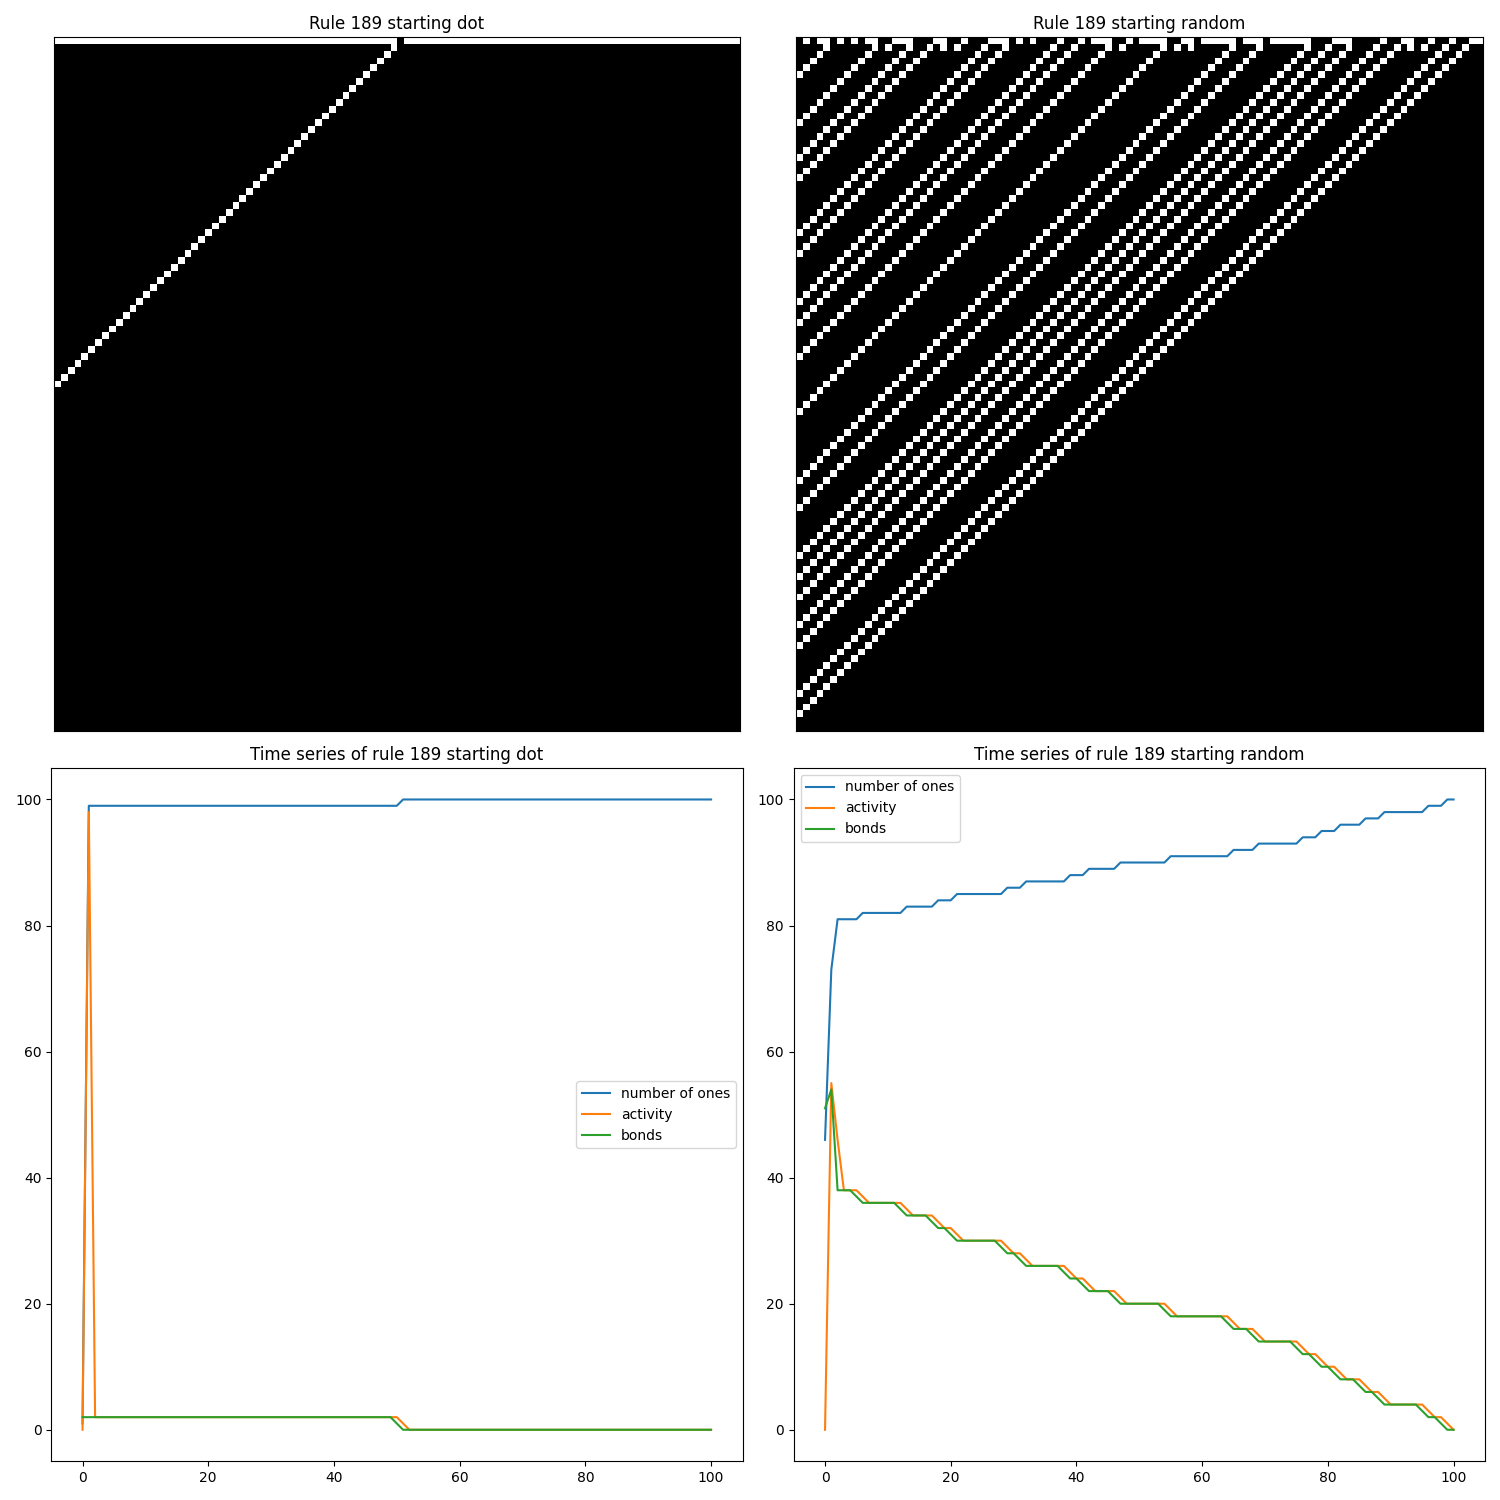 Rule 189 starting dot
Rule 189 starting random
Time series of rule 189 starting dot
100
80
60
40
20
0
number of ones
activity
bonds
0 20 40 60 80 100
Time series of rule 189 starting random
number of ones
activity
bonds
100
80
60
40
20
0
0 20 40 60 80 100